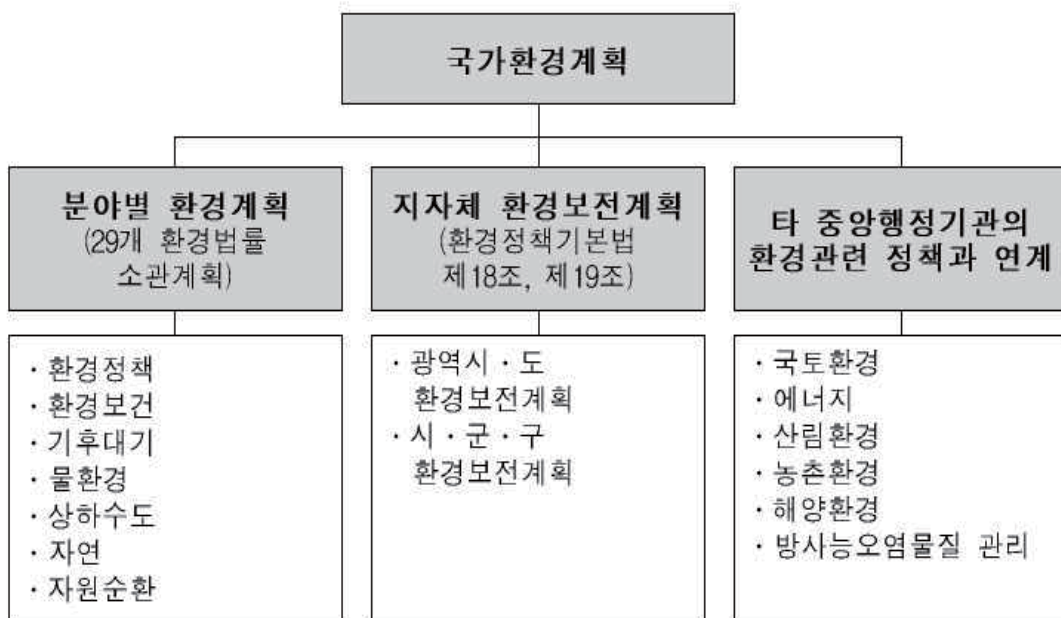 국가환경계획
분야별 환경계획
(29개 환경법률
소관계획)
· 환경정책
· 환경보건
· 기후대기
· 물환경
· 상하수도
· 자연
· 자원순환
지자체 환경보전계획
(환경정책기본법
제18조, 제19조)
· 광역시 · 도
환경보전계획
· 시 · 군 · 구
환경보전계획
타 중앙행정기관의
환경관련 정책과 연계
· 국토환경
· 에너지
· 산림환경
· 농촌환경
· 해양환경
· 방사능오염물질 관리